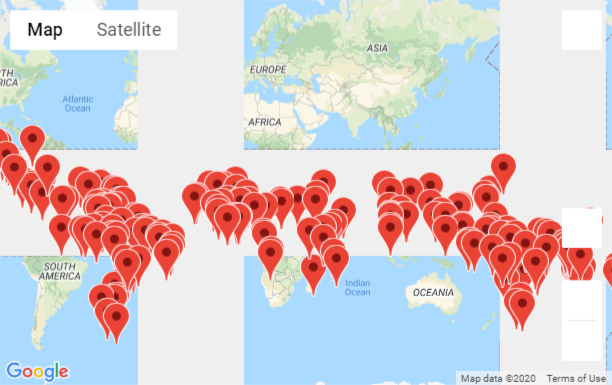 Map Satellite
ASIA
EUROPE
Atlantic
Ocean
AFRICA
SOUTH
AMERICA
Indian
Ocean
OCEANIA
Google
Map data ©2020 Terms of Use